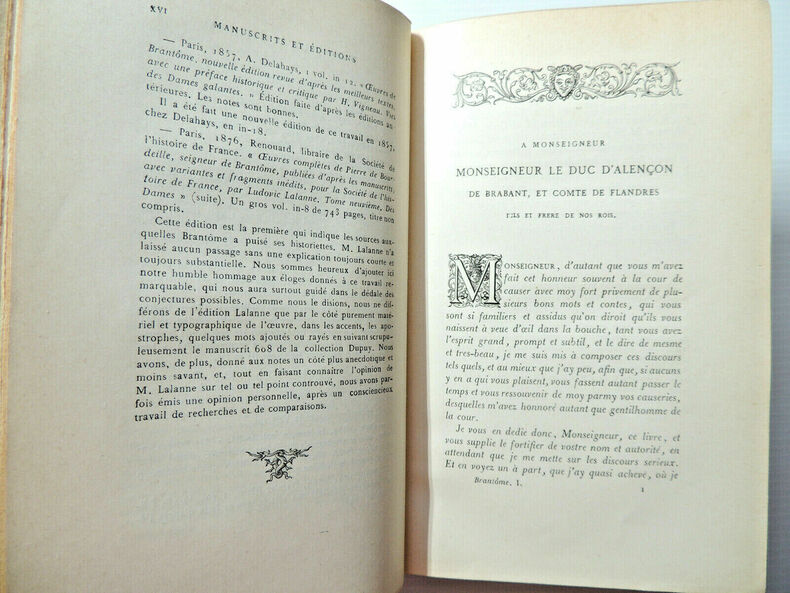 XVI
MANUSCRITS ET ÉDITIONS
— Paris, 1857, A. Delahays, 1 vol. in 12. « Œuvres de
Brantôme, nouvelle édition revue d'après les meilleurs textes,
avec une préface historique et critique par H. Vigneau. Vies
des Dames galantes. » Édition faite d'après les éditions an-
térieures. Les notes sont bonnes.
Il a été fait une nouvelle édition de ce travail en 1857,
chez Delahays, en in-18.
— Paris, 1876, Renouard, libraire de la Société de
l'histoire de France. « Œuvres complètes de Pierre de Bour-
deille, seigneur de Brantôme, publiées d'après les manuscrits,
avec variantes et fragments inédits, pour la Société de l'his-
toire de France, par Ludovic Lalanne. Tome neuvième. Des
Dames » (suite). Un gros vol. in-8 de 743 pages, titre non
compris.
Cette édition est la première qui indique les sources aux-
quelles Brantôme a puisé ses historiettes. M. Lalanne n'a
laissé aucun passage sans une explication toujours courte et
toujours substantielle. Nous sommes heureux d'ajouter ici
notre humble hommage aux éloges donnés à ce travail re-
marquable, qui nous aura surtout guidé dans le dédale des
conjectures possibles. Comme nous le disions, nous ne dif-
férons de l'édition Lalanne que par le côté purement maté-
riel et typographique de l'œuvre, dans les accents, les apo-
strophes, quelques mots ajoutés ou rayés en suivant scrupu-
leusement le manuscrit 608 de la collection Dupuy. Nous
avons, de plus, donné aux notes un côté plus anecdotique et
moins savant, et, tout en faisant connaître l'opinion de
M. Lalanne sur tel ou tel point controuvé, nous avons par-
fois émis une opinion personnelle, après un consciencieux
travail de recherches et de comparaisons.
A MONSEIGNEUR
MONSEIGNEUR LE DUC D'ALENÇON
DE BRABANT, ET COMTE DE FLANDRES
FILS ET FRERE DE NOS ROIS.
MONSEIGNEUR, d'autant que vous m'avez
fait cet honneur souvent à la cour de
causer avec moy fort privement de plu-
sieurs bons mots et contes, qui vous
sont si familiers et assidus qu'on diroit qu'ils vous
naissent à veue d'œil dans la bouche, tant vous avez
l'esprit grand, prompt et subtil, et le dire de mesme
et tres-beau, je me suis mis à composer ces discours
tels quels, et au mieux que j'ay peu, afin que, si aucuns
y en a qui vous plaisent, vous fassent autant passer le
temps et vous ressouvenir de moy parmy vos causeries,
desquelles m'avez honnoré autant que gentilhomme de
la cour.
Je vous en dedie donc, Monseigneur, ce livre, et
vous supplie le fortifier de vostre nom et autorité, en
attendant que je me mette sur les discours serieux.
Et en voyez un à part, que j'ay quasi achevé, où je
Brantôme. I.
1